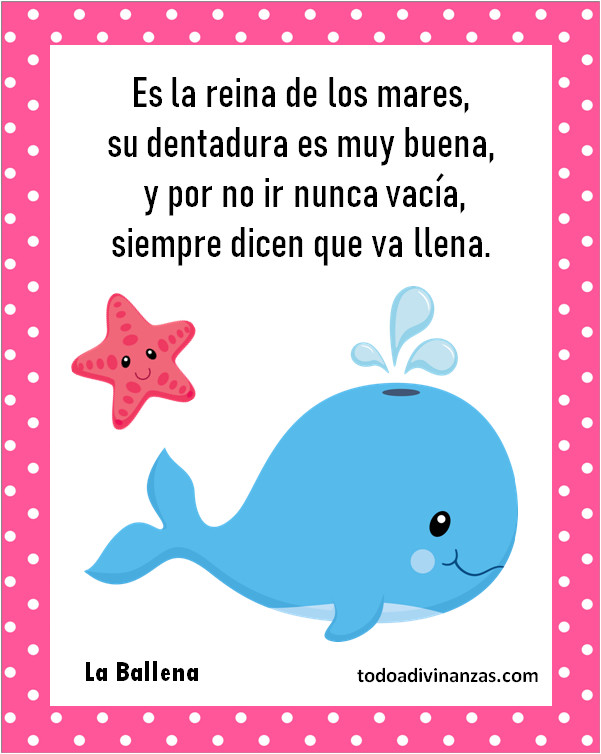 Es la reina de los mares,
su dentadura es muy buena,
y por no ir nunca vacía,
siempre dicen que va llena.
La Ballena
todoadivinanzas.com